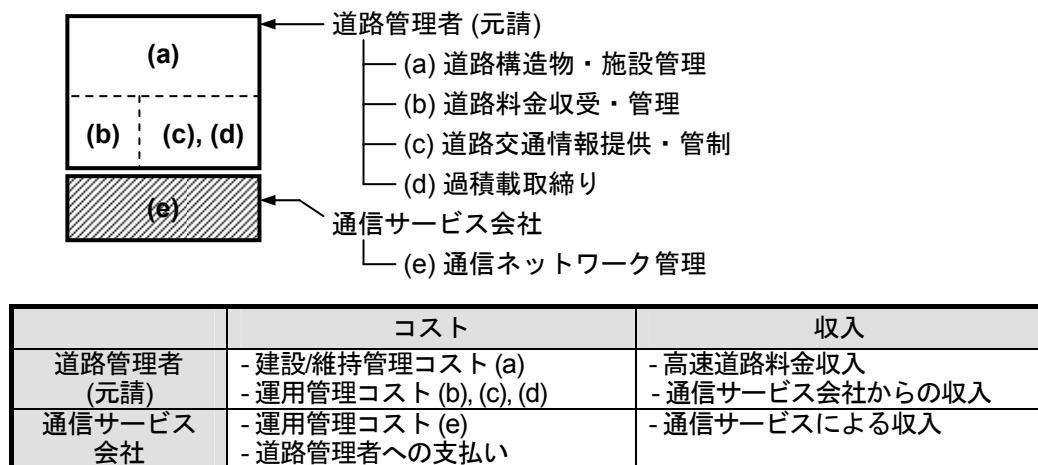 道路管理者 (元請)
(a)
(a) 道路構造物・施設管理
(b) 道路料金収受・管理
(b)
(c), (d)
(c) 道路交通情報提供・管制
(d) 過積載取締り
(e)
通信サービス会社
(e) 通信ネットワーク管理
コスト 収入
道路管理者
(元請)
- 建設/維持管理コスト (a)
- 運用管理コスト (b), (c), (d)
- 高速道路料金収入
- 通信サービス会社からの収入
通信サービス
会社
- 運用管理コスト (e)
- 道路管理者への支払い
- 通信サービスによる収入